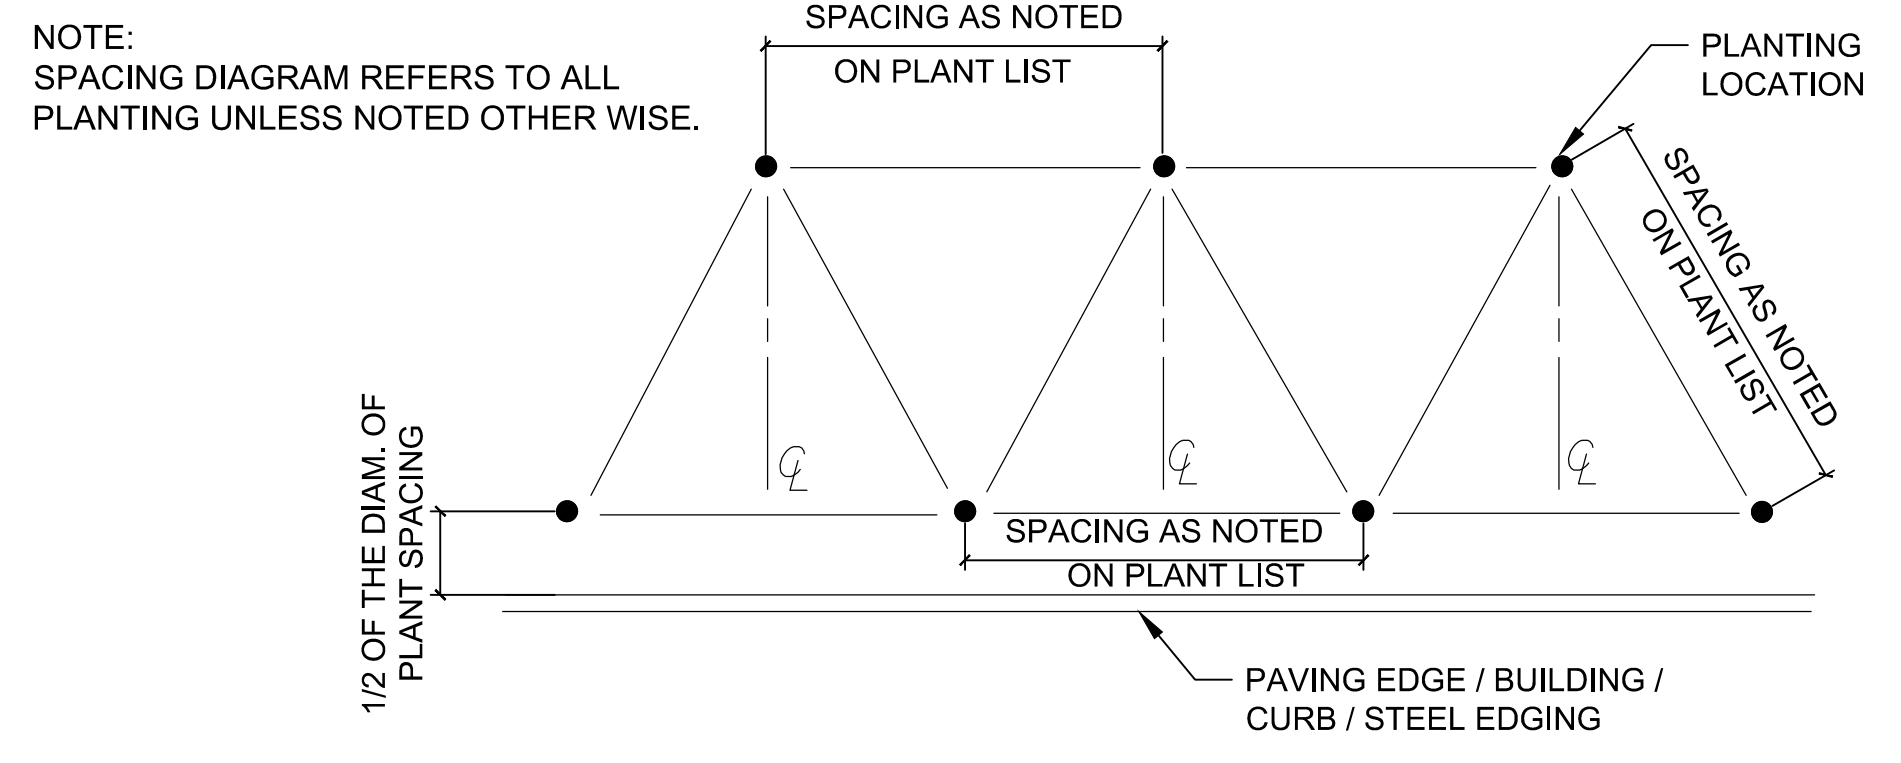 NOTE:
SPACING DIAGRAM REFERS TO ALL
PLANTING UNLESS NOTED OTHER WISE.
SPACING AS NOTED
ON PLANT LIST
PLANTING
LOCATION
SPACING AS NOTED
ON PLANT LIST
1/2 OF THE DIAM. OF
PLANT SPACING
℄
℄
℄
SPACING AS NOTED
ON PLANT LIST
PAVING EDGE / BUILDING /
CURB / STEEL EDGING